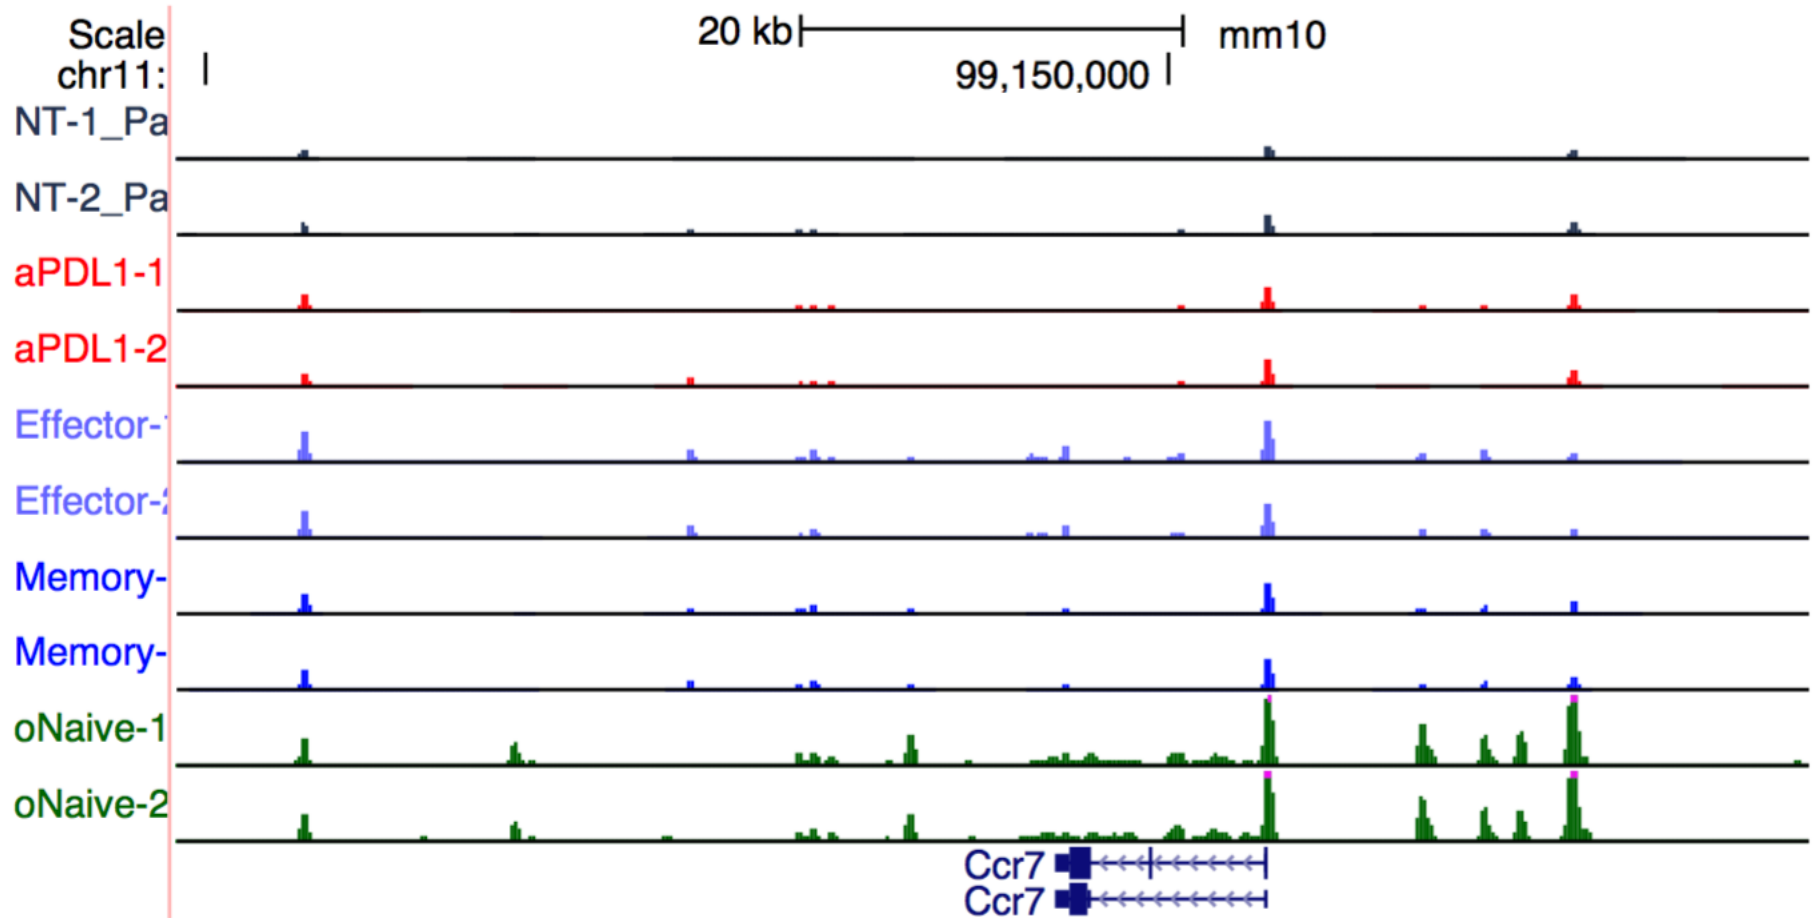 Scale 20 kb mm10
chr11: 99,150,000
NT-1_Pa
NT-2_Pa
aPDL1-1
aPDL1-2
Effector-
Effector-2
Memory-
Memory-
oNaive-1
oNaive-2
Ccr7
Ccr7